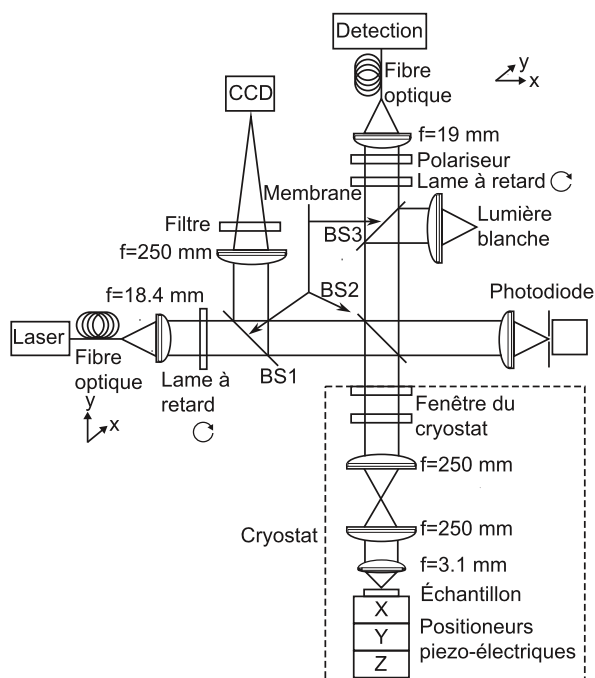 Detection
Fibre
optique
y
x
CCD
f=19 mm
Polariseur
Lame à retard
Membrane
Filtre
BS3
Lumière
blanche
f=250 mm
f=18.4 mm
BS2
Photodiode
Laser
Fibre
optique
BS1
Lame à
retard
y
x
Fenêtre du
cryostat
f=250 mm
Cryostat
f=250 mm
f=3.1 mm
Échantillon
X
Y
Z
Positioneurs
piezo-électriques